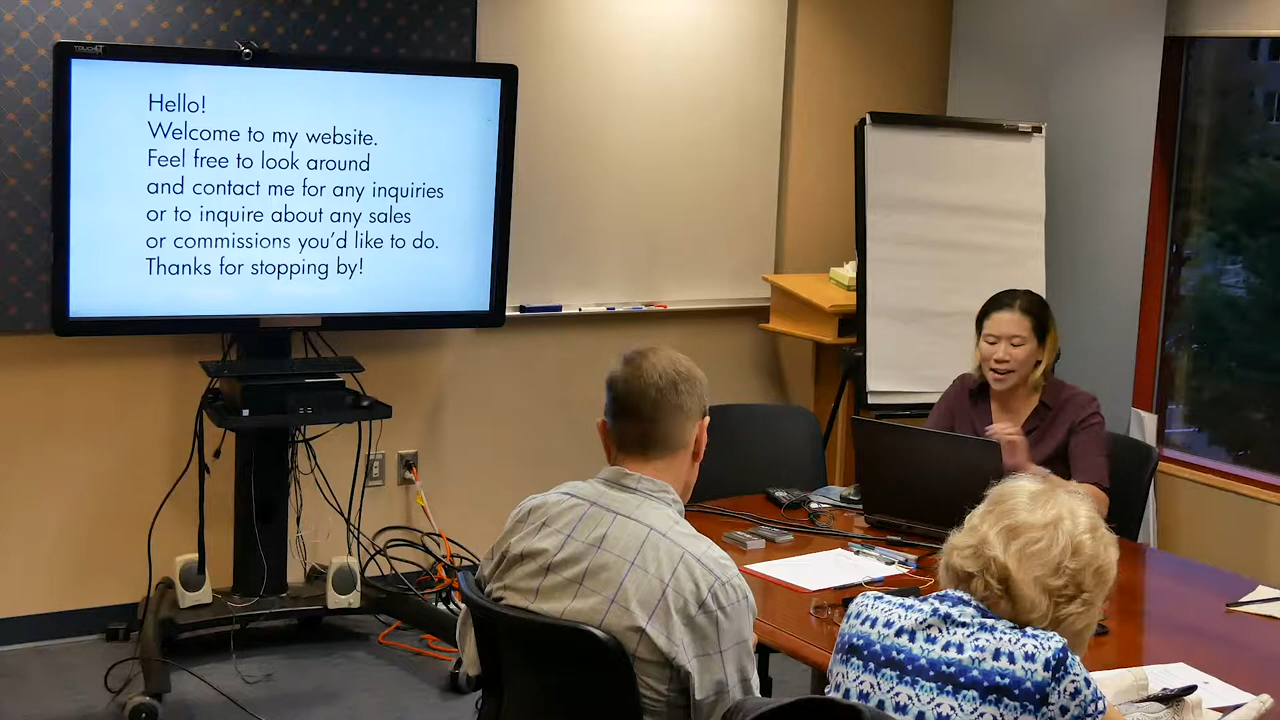 Hello!
Welcome to my website.
Feel free to look around
and contact me for any inquiries
or to inquire about any sales
or commissions you'd like to do.
Thanks for stopping by!